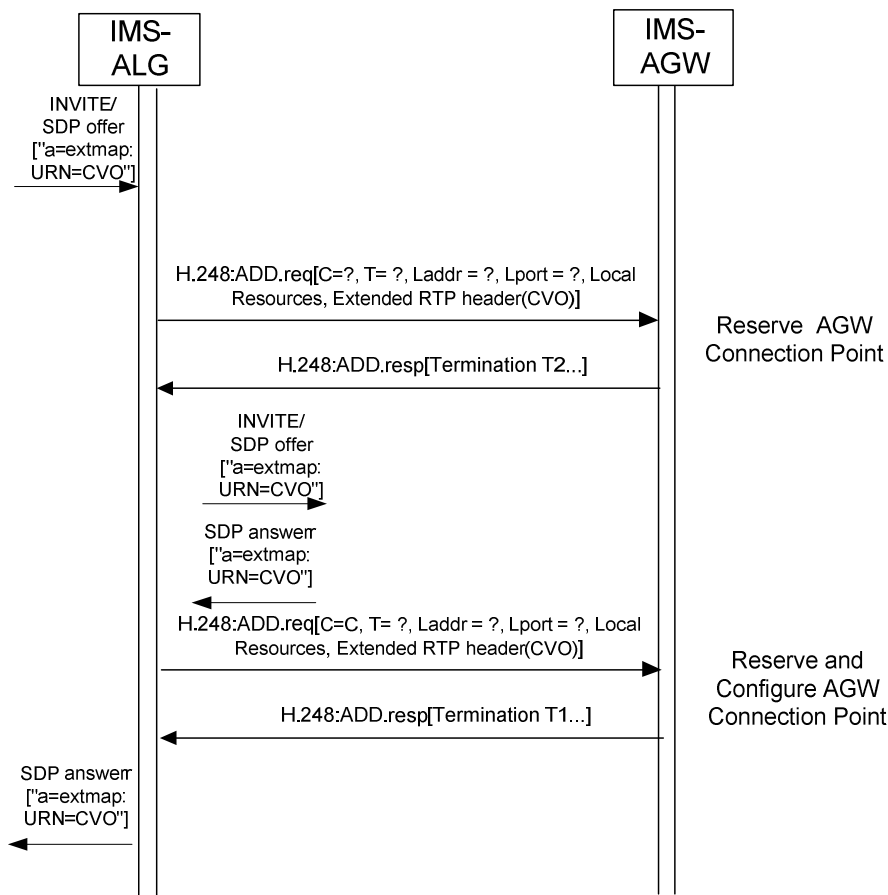 IMS-
ALG
IMS-
AGW
INVITE/
SDP offer
["a=extmap:
URN=CVO"]
H.248:ADD.req[C=?, T= ?, Laddr = ?, Lport = ?, Local
Resources, Extended RTP header(CVO)]
Reserve AGW
Connection Point
H.248:ADD.resp[Termination T2...]
INVITE/
SDP offer
["a=extmap:
URN=CVO"]
SDP answerr
["a=extmap:
URN=CVO"]
H.248:ADD.req[C=C, T= ?, Laddr = ?, Lport = ?, Local
Resources, Extended RTP header(CVO)]
Reserve and
Configure AGW
Connection Point
H.248:ADD.resp[Termination T1...]
SDP answerr
["a=extmap:
URN=CVO"]